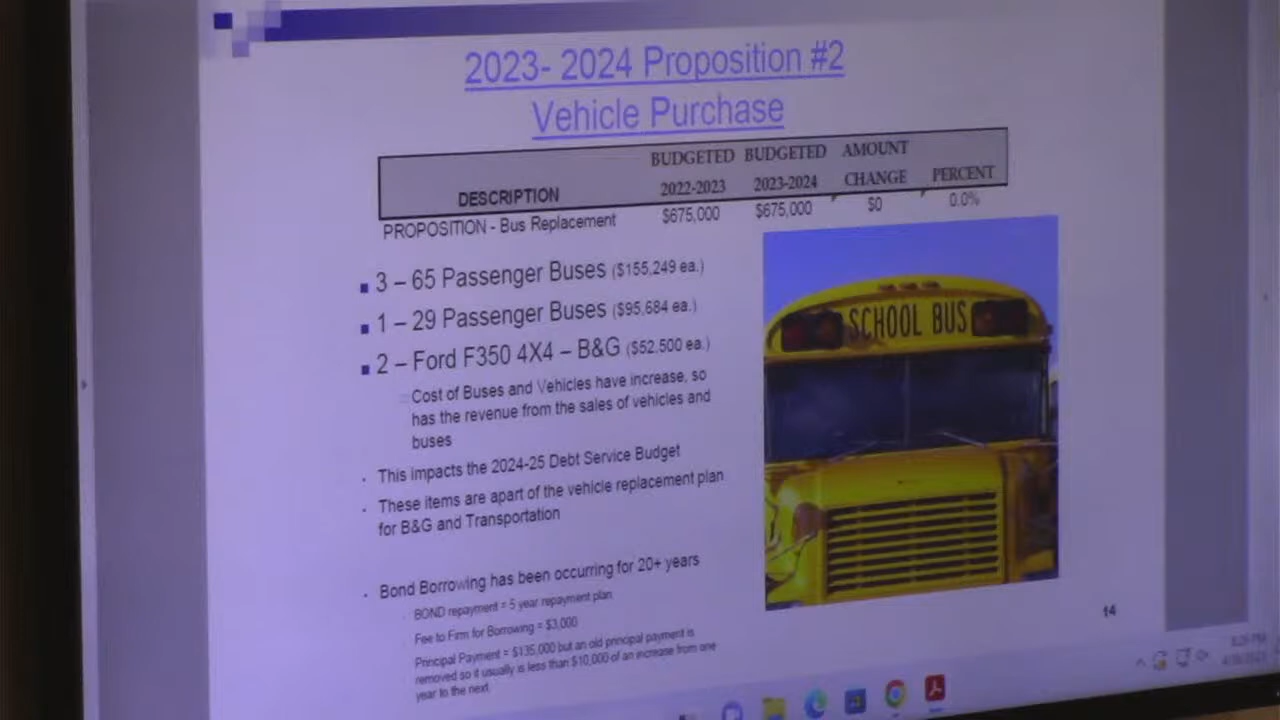 2023- 2024 Proposition #2
Vehicle Purchase
DESCRIPTION BUDGETED 2022-2023 BUDGETED 2023-2024 AMOUNT CHANGE PERCENT
PROPOSITION - Bus Replacement $675,000 $675,000 $0 0.0%
3 – 65 Passenger Buses ($155,249 ea.)
1 – 29 Passenger Buses ($95,684 ea.)
2 – Ford F350 4X4 – B&G ($52,500 ea.)
Cost of Buses and Vehicles have increase, so
has the revenue from the sales of vehicles and
buses
This impacts the 2024-25 Debt Service Budget
These items are apart of the vehicle replacement plan
for B&G and Transportation
Bond Borrowing has been occurring for 20+ years
BOND repayment = 5 year repayment plan
Fee to Firm for Borrowing = $3,000
Principal Payment = $135,000 but an old principal payment is
removed so it usually is less than $10,000 of an increase from one
year to the next
SCHOOL BUS
14